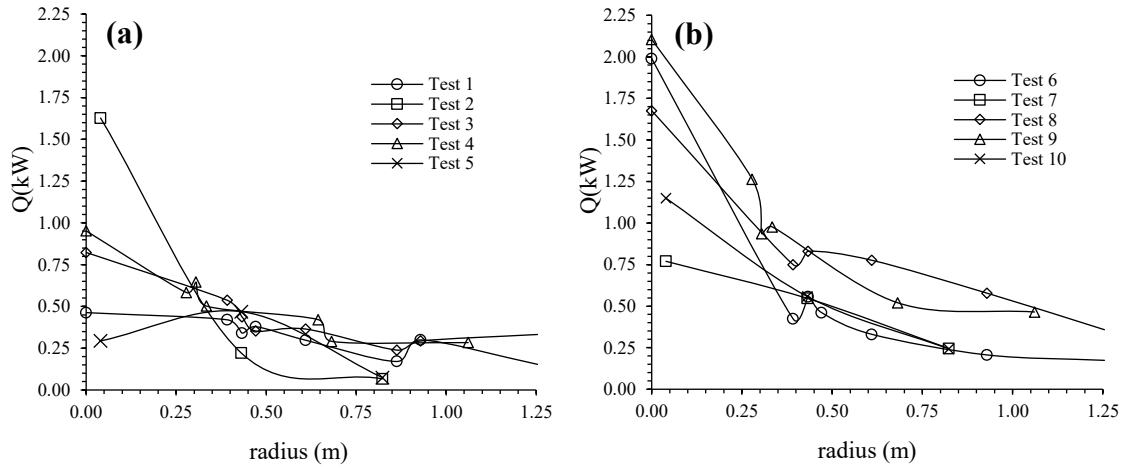 (a)
2.25
2.00
1.75
1.50
1.25
1.00
0.75
0.50
0.25
0.00
Q(kW)
Test 1
Test 2
Test 3
Test 4
Test 5
0.00 0.25 0.50 0.75 1.00 1.25
radius (m)
(b)
2.25
2.00
1.75
1.50
1.25
1.00
0.75
0.50
0.25
0.00
Q(kW)
Test 6
Test 7
Test 8
Test 9
Test 10
0.00 0.25 0.50 0.75 1.00 1.25
radius (m)